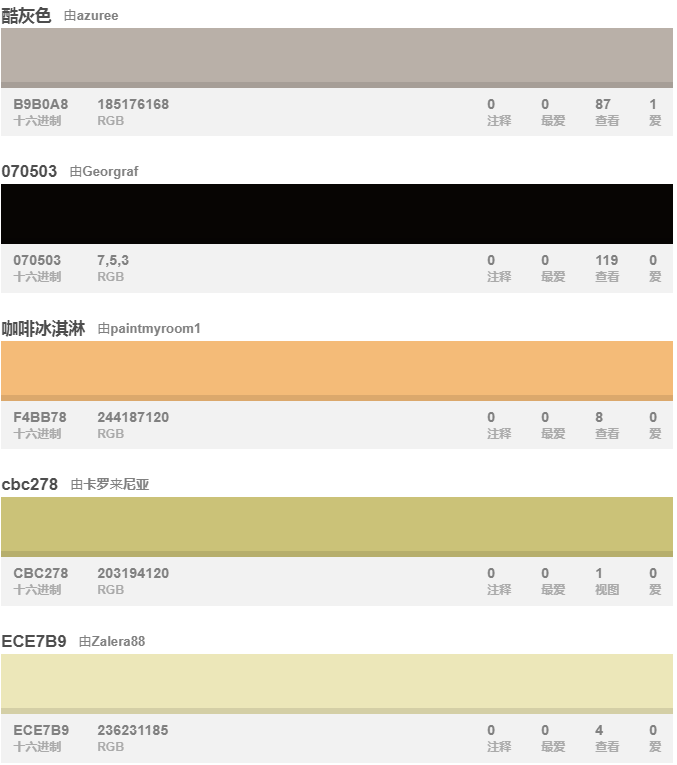 酷灰色 由azuree
B9B0A8 185176168 0 0 87 1
十六进制 RGB 注释 最爱 查看 爱
070503 由Georgraf
070503 7,5,3 0 0 119 0
十六进制 RGB 注释 最爱 查看 爱
咖啡冰淇淋 由paintmyroom1
F4BB78 244187120 0 0 8 0
十六进制 RGB 注释 最爱 查看 爱
cbc278 由卡罗来尼亚
CBC278 203194120 0 0 1 0
十六进制 RGB 注释 最爱 视图 爱
ECE7B9 由Zalera88
ECE7B9 236231185 0 0 4 0
十六进制 RGB 注释 最爱 查看 爱